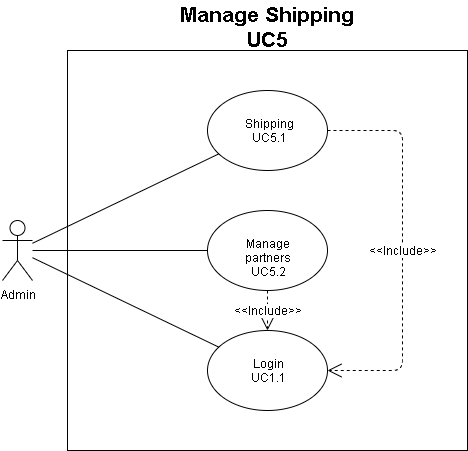 Manage Shipping
UC5
Shipping
UC5.1
<<Include>>
Manage
partners
UC5.2
Admin
<<Include>>
Login
UC1.1